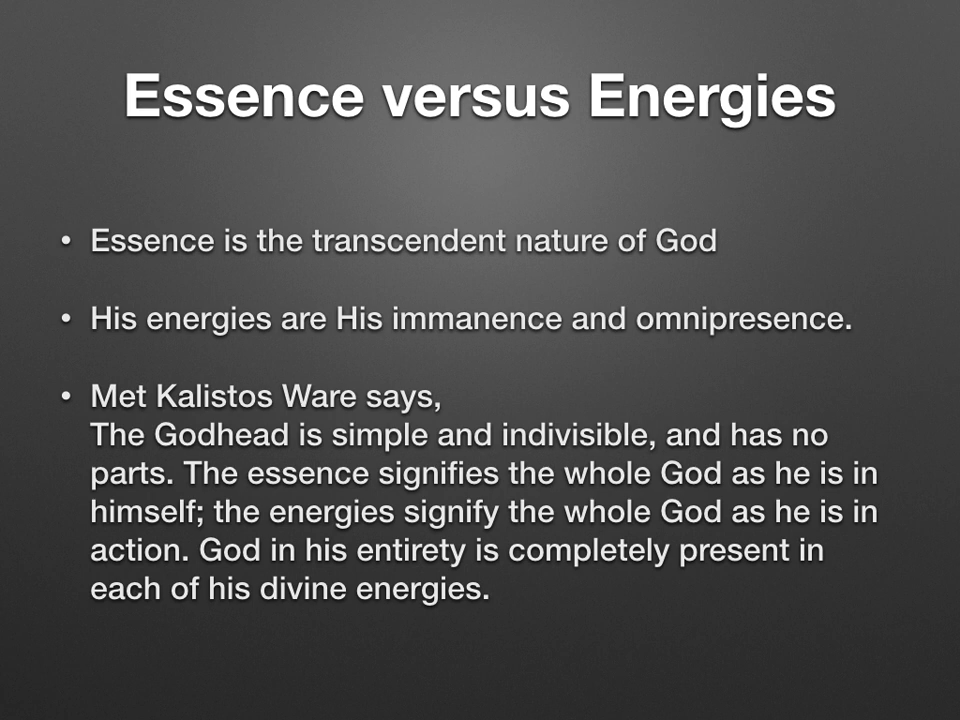 Essence versus Energies
• Essence is the transcendent nature of God
• His energies are His immanence and omnipresence.
• Met Kalistos Ware says,
The Godhead is simple and indivisible, and has no
parts. The essence signifies the whole God as he is in
himself; the energies signify the whole God as he is in
action. God in his entirety is completely present in
each of his divine energies.